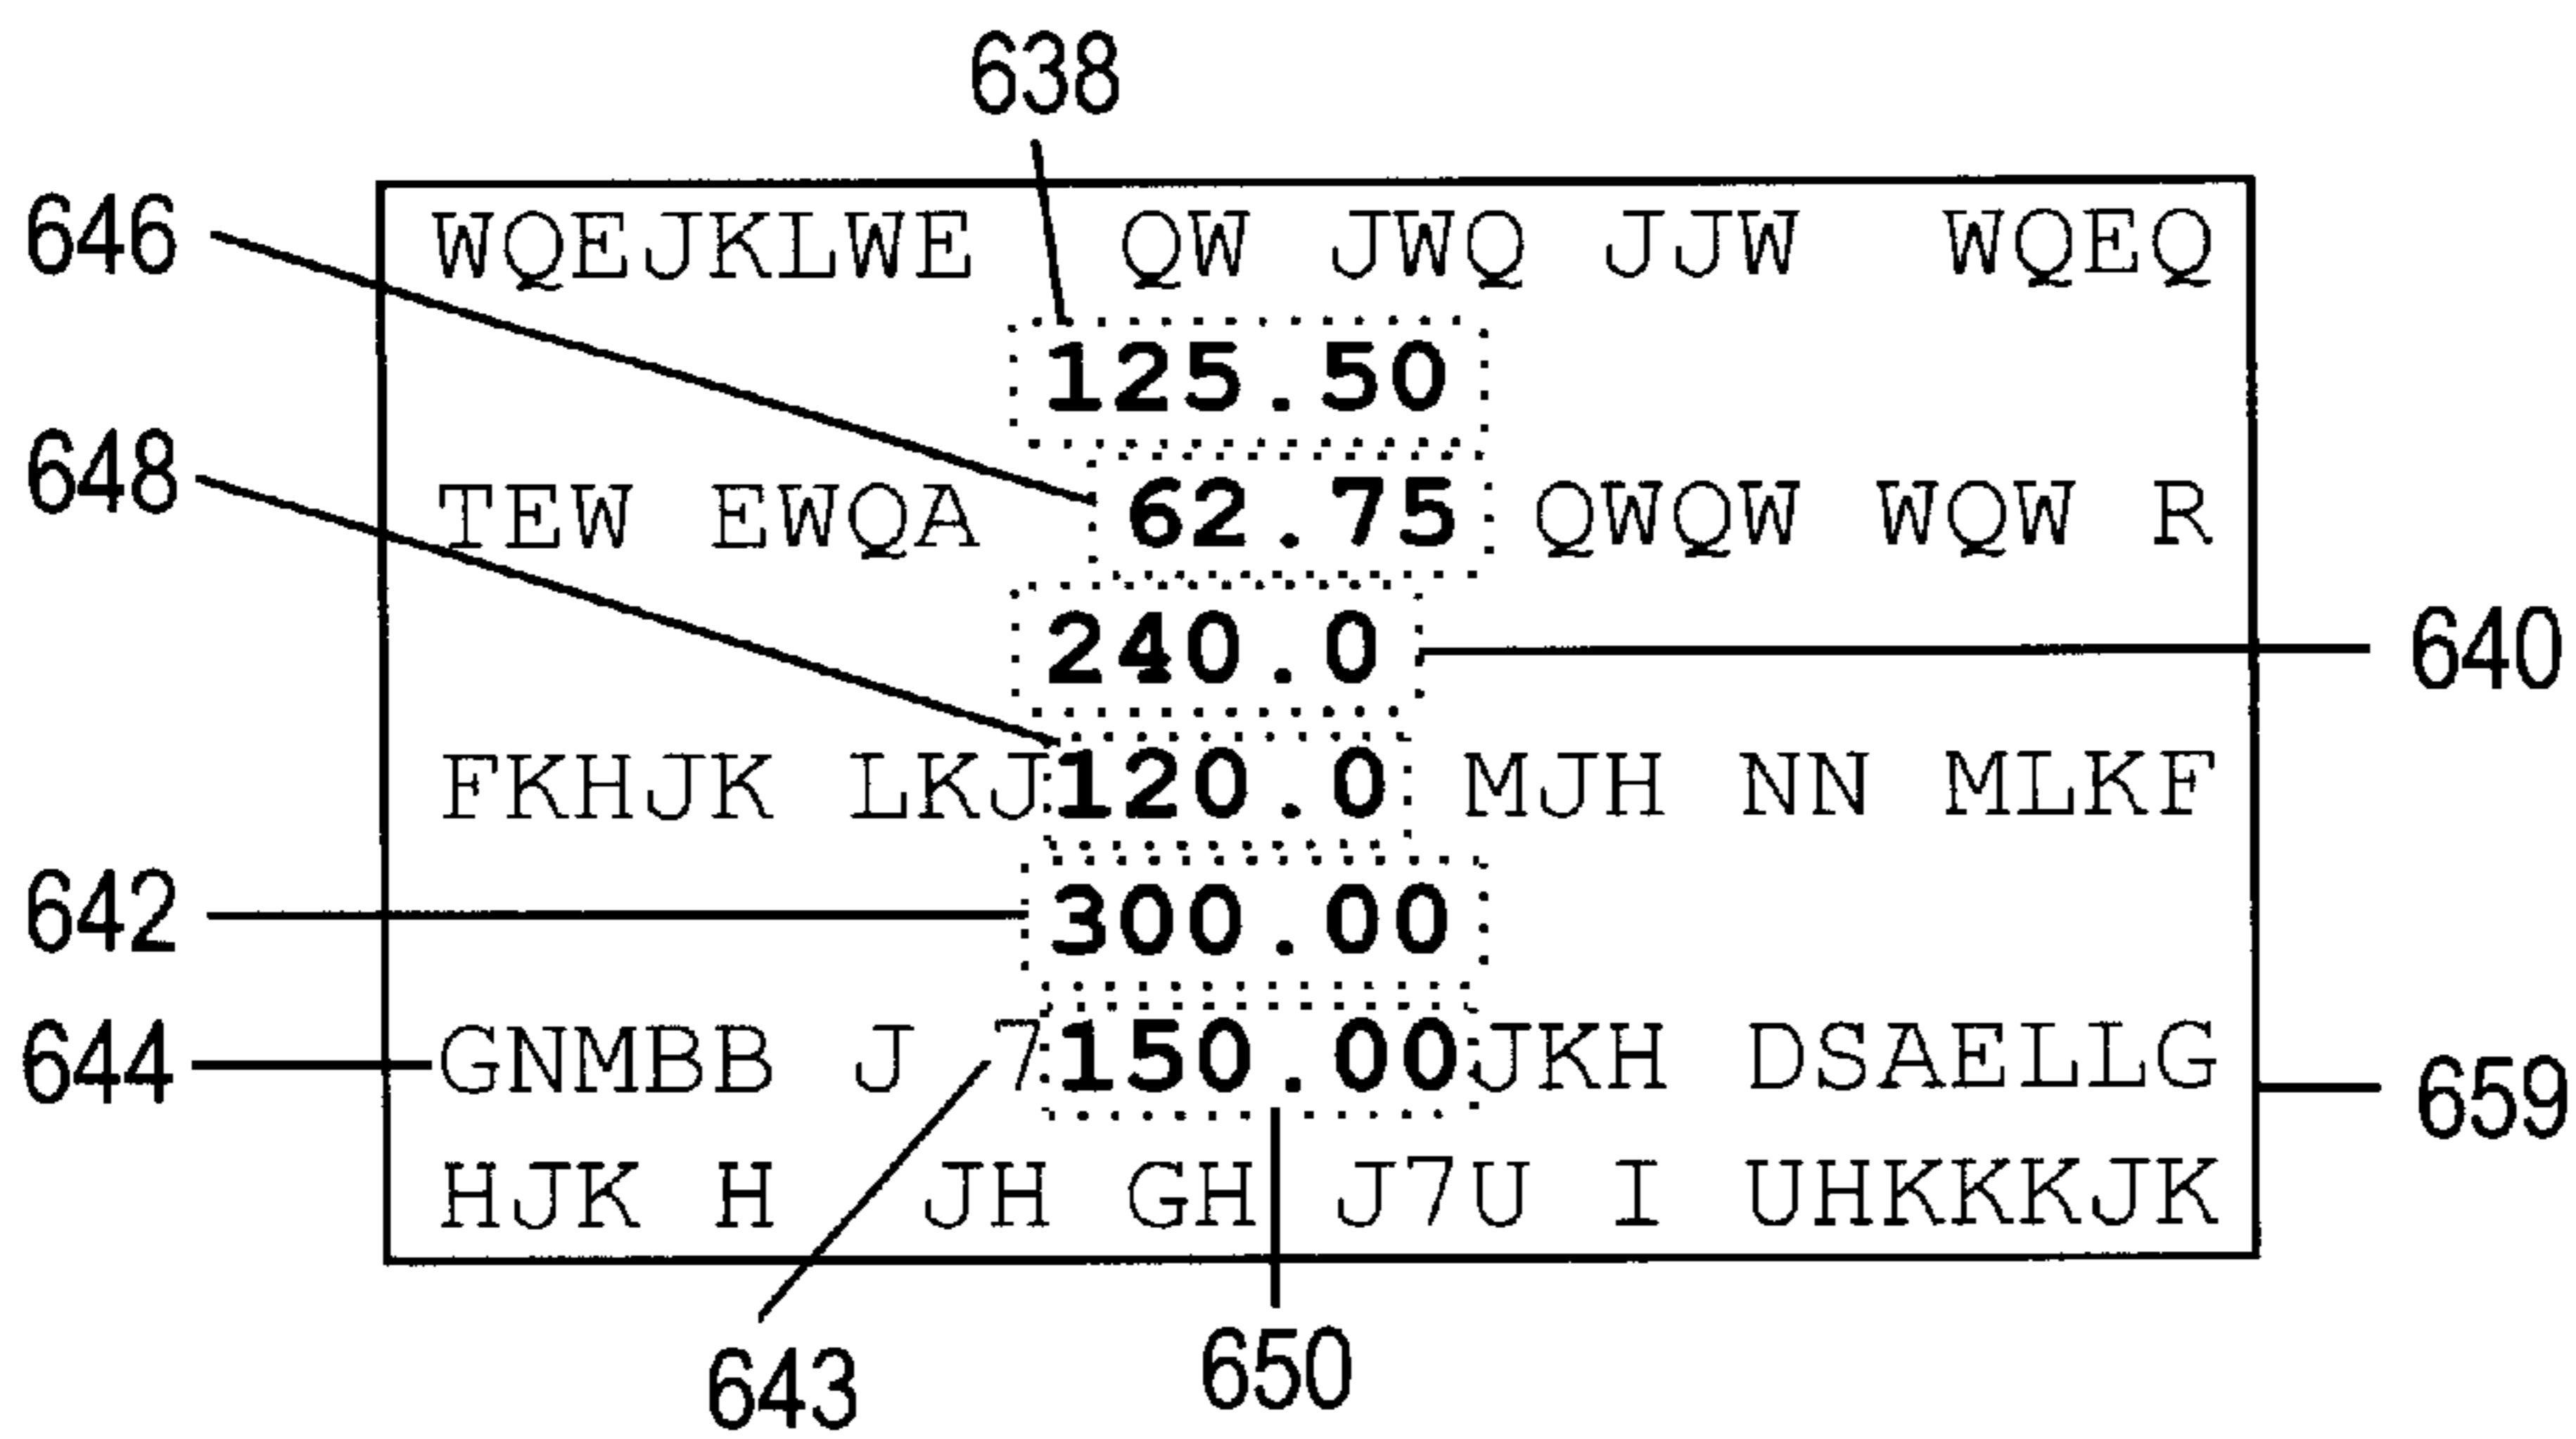 638
646 WQEJKLWE QW JWQ JJW WQEQ
125.50
648 TEW EWQA 62.75 QWQW WQW R
240.0 640
FKHJK LKJ120.0 MJH NN MLKF
642 300.00
644 GNMBB J 7150.00JKH DSAELLG 659
HJK H JH GH J7U I UHKKKJK
643 650